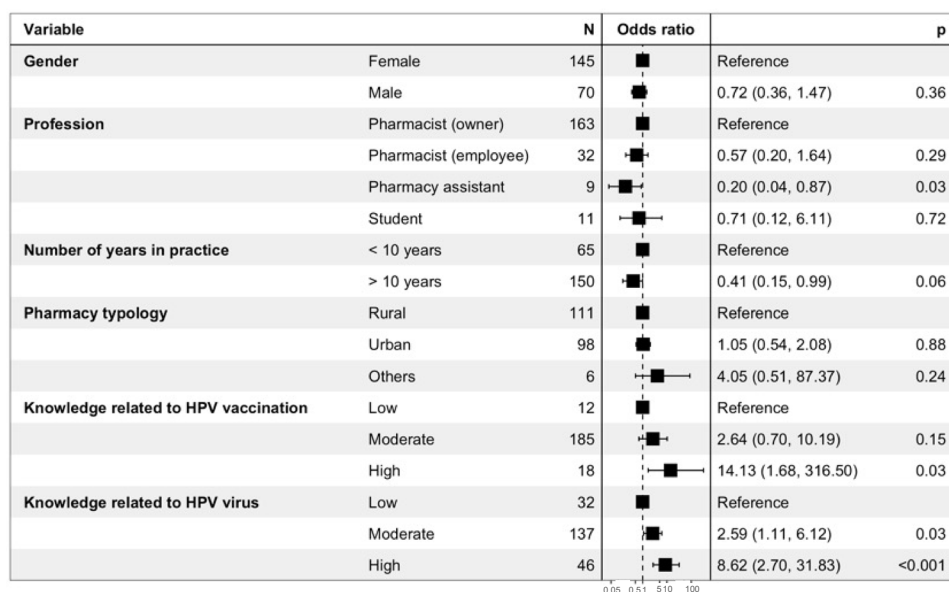 Variable N Odds ratio p
Gender Female 145 Reference
Male 70 0.72 (0.36, 1.47) 0.36
Profession Pharmacist (owner) 163 Reference
Pharmacist (employee) 32 0.57 (0.20, 1.64) 0.29
Pharmacy assistant 9 0.20 (0.04, 0.87) 0.03
Student 11 0.71 (0.12, 6.11) 0.72
Number of years in practice < 10 years 65 Reference
> 10 years 150 0.41 (0.15, 0.99) 0.06
Pharmacy typology Rural 111 Reference
Urban 98 1.05 (0.54, 2.08) 0.88
Others 6 4.05 (0.51, 87.37) 0.24
Knowledge related to HPV vaccination Low 12 Reference
Moderate 185 2.64 (0.70, 10.19) 0.15
High 18 14.13 (1.68, 316.50) 0.03
Knowledge related to HPV virus Low 32 Reference
Moderate 137 2.59 (1.11, 6.12) 0.03
High 46 8.62 (2.70, 31.83) <0.001
0.05 0.5 1 5 10 100